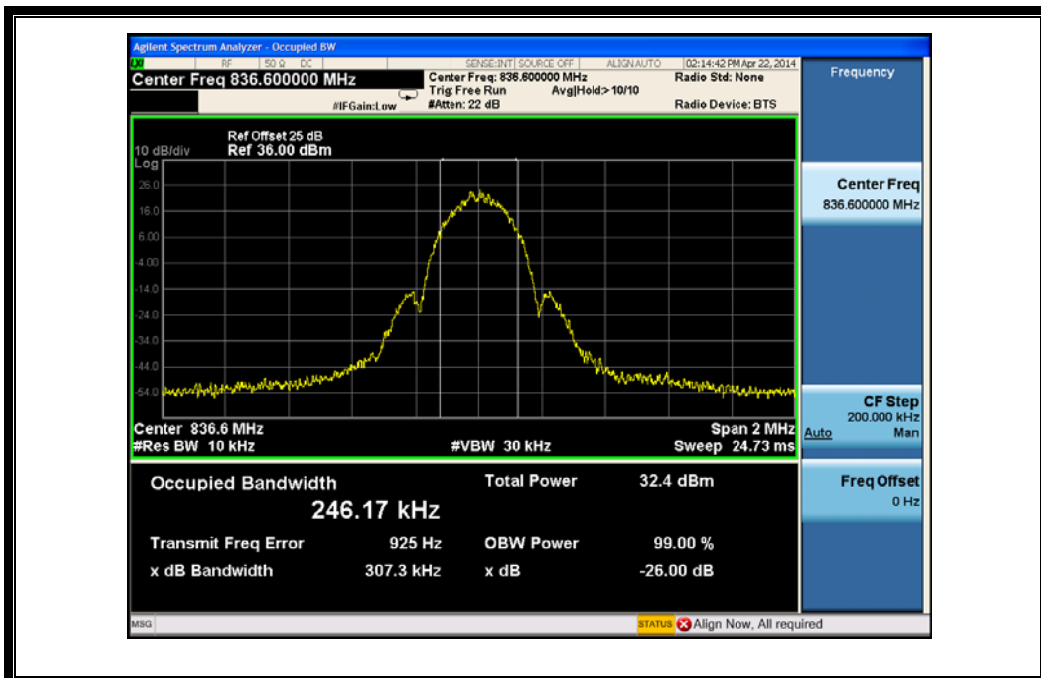 Agilent Spectrum Analyzer - Occupied BW
LXI RF 50 Ω DC SENSE:INT SOURCE OFF ALIGNAUTO 02:14:42 PM Apr 22, 2014
Center Freq 836.600000 MHz
Center Freq: 836.600000 MHz
Radio Std: None
Trig: Free Run Avg|Hold:>10/10
#IFGain:Low
#Atten: 22 dB
Radio Device: BTS
Ref Offset 25 dB
10 dB/div Ref 36.00 dBm
Log
26.0
16.0
6.00
-4.00
-14.0
-24.0
-34.0
-44.0
-54.0
Center 836.6 MHz Span 2 MHz
#Res BW 10 kHz #VBW 30 kHz Sweep 24.73 ms
Occupied Bandwidth Total Power 32.4 dBm
246.17 kHz
Transmit Freq Error 925 Hz OBW Power 99.00 %
x dB Bandwidth 307.3 kHz x dB -26.00 dB
Frequency
Center Freq
836.600000 MHz
CF Step
200.000 kHz
Auto Man
Freq Offset
0 Hz
MSG STATUS Align Now, All required